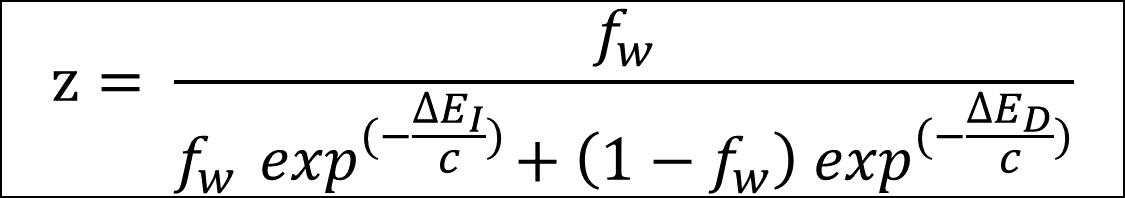 z = f_w / (f_w exp^(-ΔE_I/c) + (1 − f_w) exp^(-ΔE_D/c))